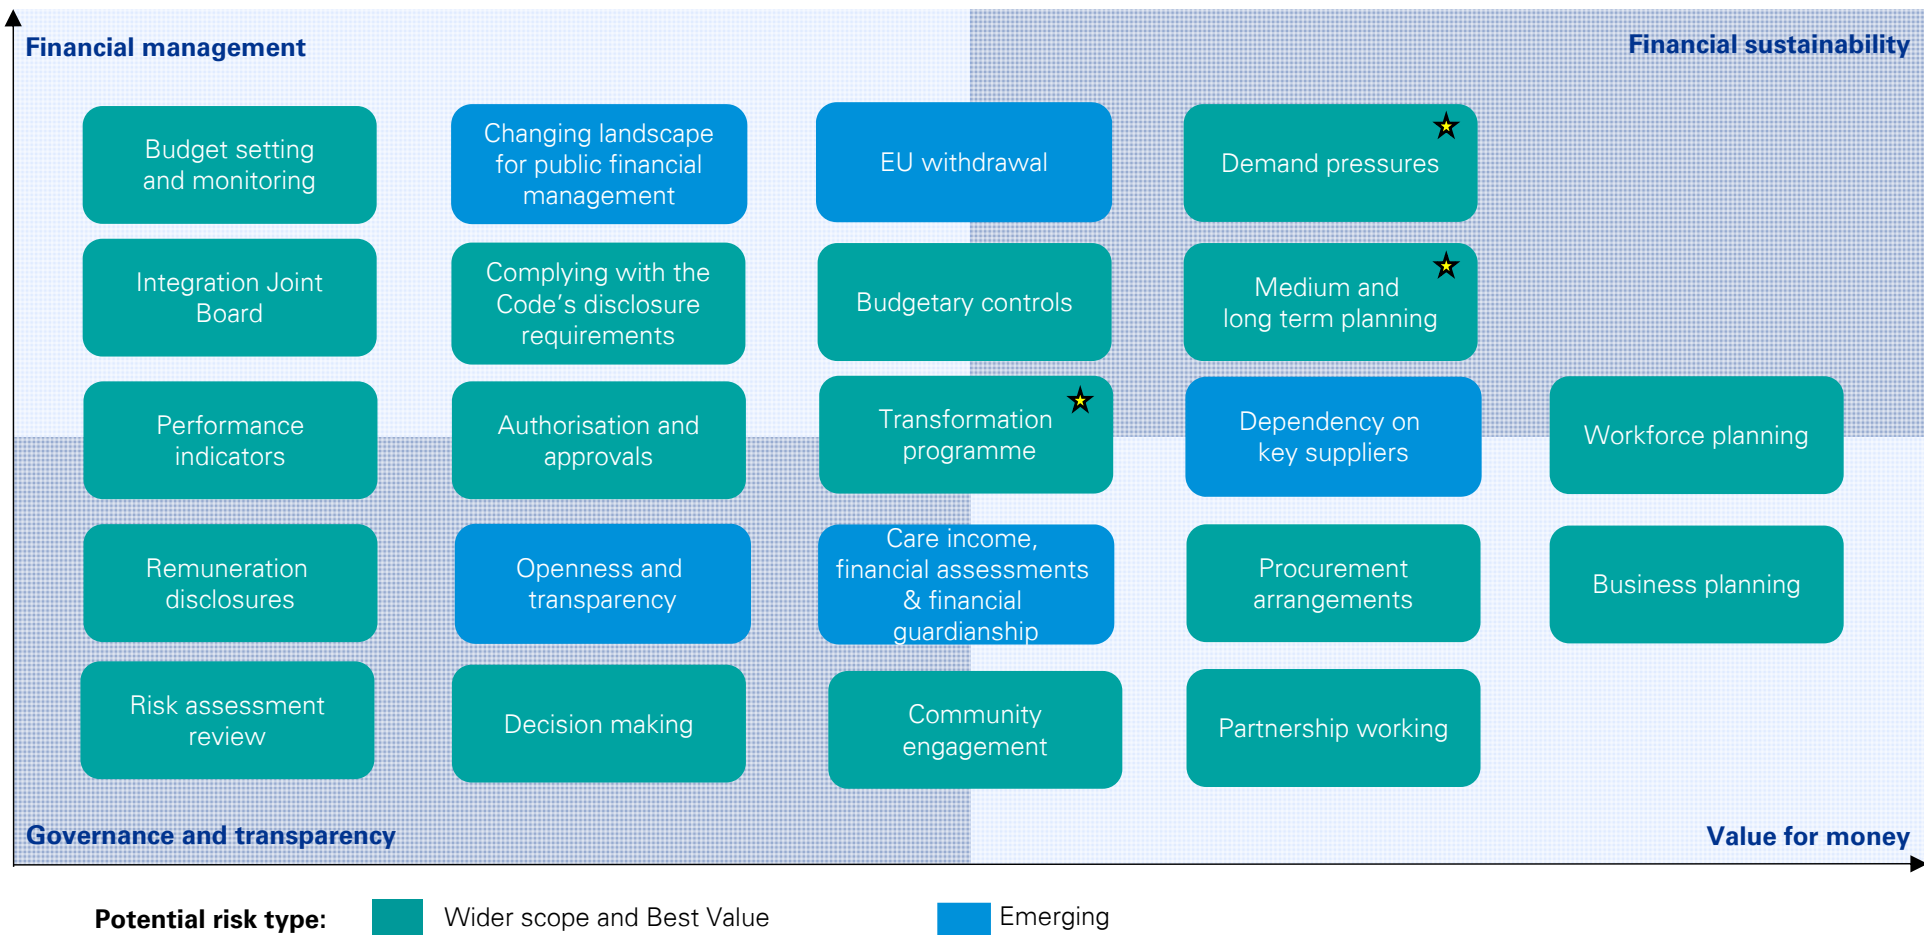 Financial management
Financial sustainability
Budget setting
and monitoring
Changing landscape
for public financial
management
EU withdrawal
Demand pressures
Integration Joint
Board
Complying with the
Code’s disclosure
requirements
Budgetary controls
Medium and
long term planning
Performance
indicators
Authorisation and
approvals
Transformation
programme
Dependency on
key suppliers
Workforce planning
Remuneration
disclosures
Openness and
transparency
Care income,
financial assessments
& financial
guardianship
Procurement
arrangements
Business planning
Risk assessment
review
Decision making
Community
engagement
Partnership working
Governance and transparency
Value for money
Potential risk type:
Wider scope and Best Value
Emerging